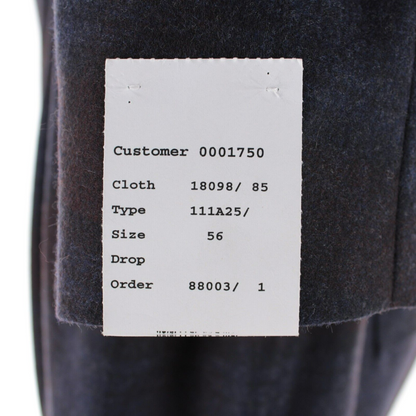 Customer 0001750
Cloth 18098/ 85
Type 111A25/
Size 56
Drop
Order 88003/ 1